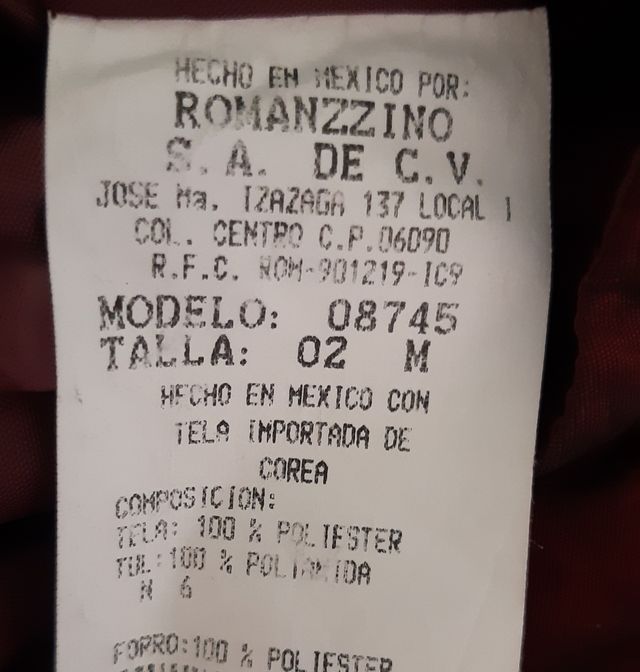 HECHO EN MEXICO POR:
ROMANZZINO
S.A. DE C.V.
JOSE Ma. IZAZAGA 137 LOCAL 1
COL. CENTRO C.P.06090
R.F.C. ROM-901219-IC9
MODELO: 08745
TALLA: 02 M
HECHO EN MEXICO CON
TELA IMPORTADA DE
COREA
COMPOSICION:
TELA: 100 % POLIESTER
TUL:100 % POLIAMIDA
N 6
FOPRO:100 % POLIESTER